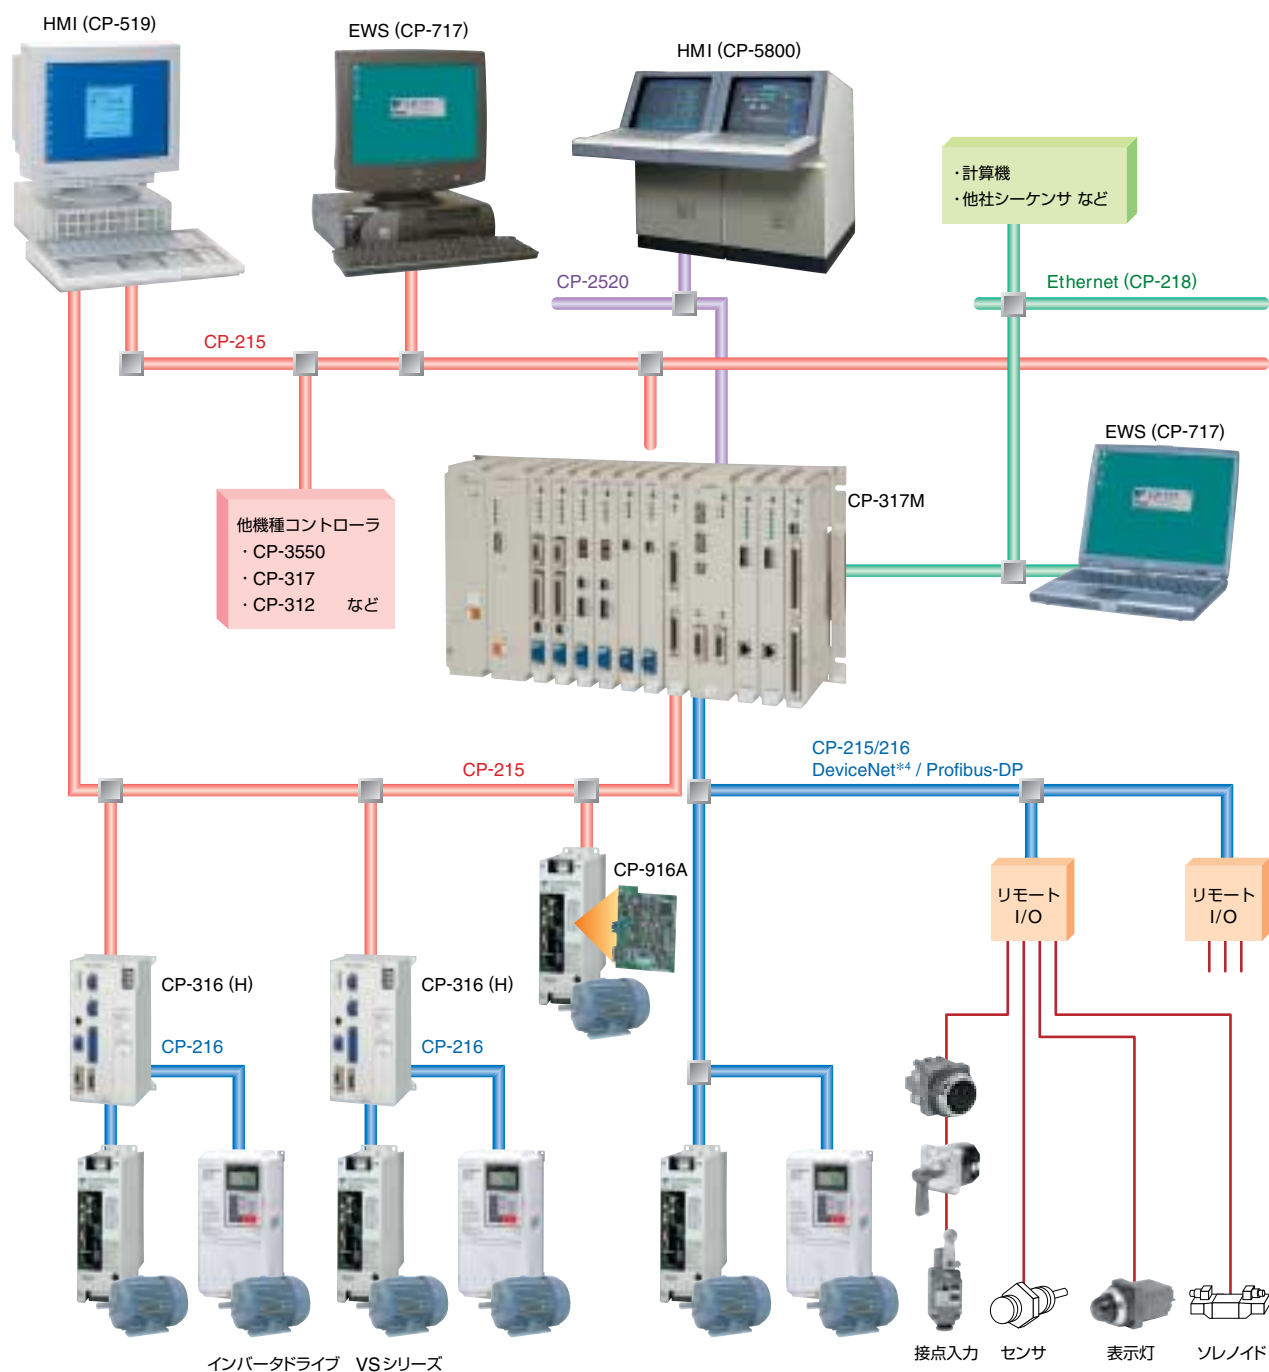 HMI (CP-519)
EWS (CP-717)
HMI (CP-5800)
・計算機
・他社シーケンサ など
CP-2520
Ethernet (CP-218)
CP-215
EWS (CP-717)
CP-317M
他機種コントローラ
・CP-3550
・CP-317
・CP-312 など
CP-215/216
DeviceNet*4 / Profibus-DP
CP-215
CP-916A
リモート
I/O
リモート
I/O
CP-316 (H)
CP-316 (H)
CP-216
CP-216
接点入力
センサ
表示灯
ソレノイド
インバータドライブ VSシリーズ